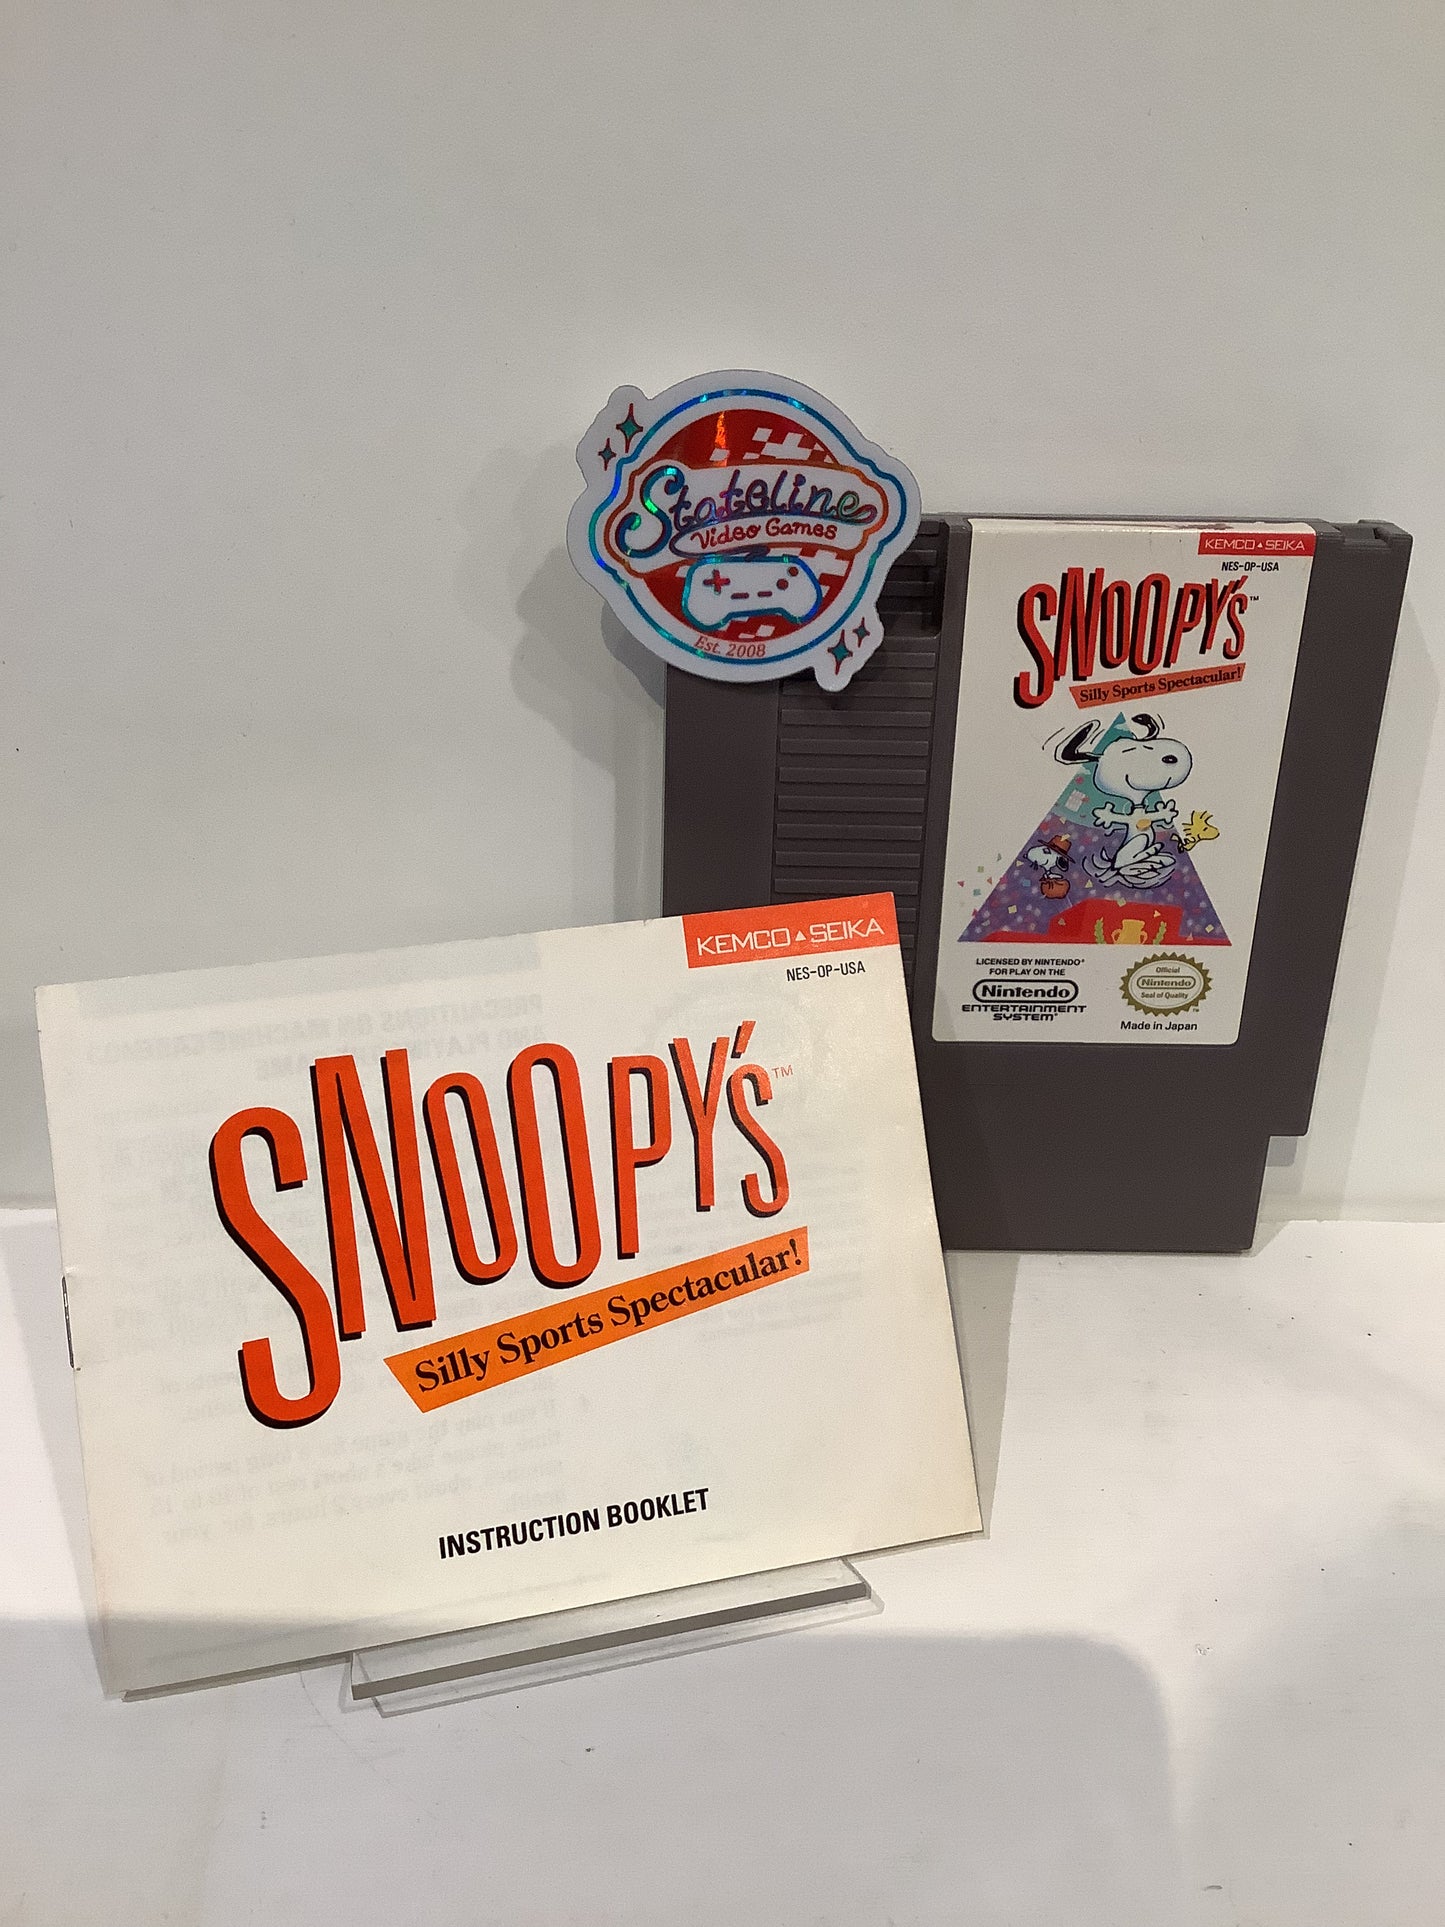 Stateline
Video Games
Est. 2008
KEMCO▲SEIKA
NES-OP-USA
SNOOPY'S™
Silly Sports Spectacular!
LICENSED BY NINTENDO®
FOR PLAY ON THE
Nintendo
ENTERTAINMENT
SYSTEM®
Official
Nintendo
Seal of Quality
TM
Made in Japan
KEMCO▲SEIKA
NES-OP-USA
SNOOPY'S™
Silly Sports Spectacular!
INSTRUCTION BOOKLET